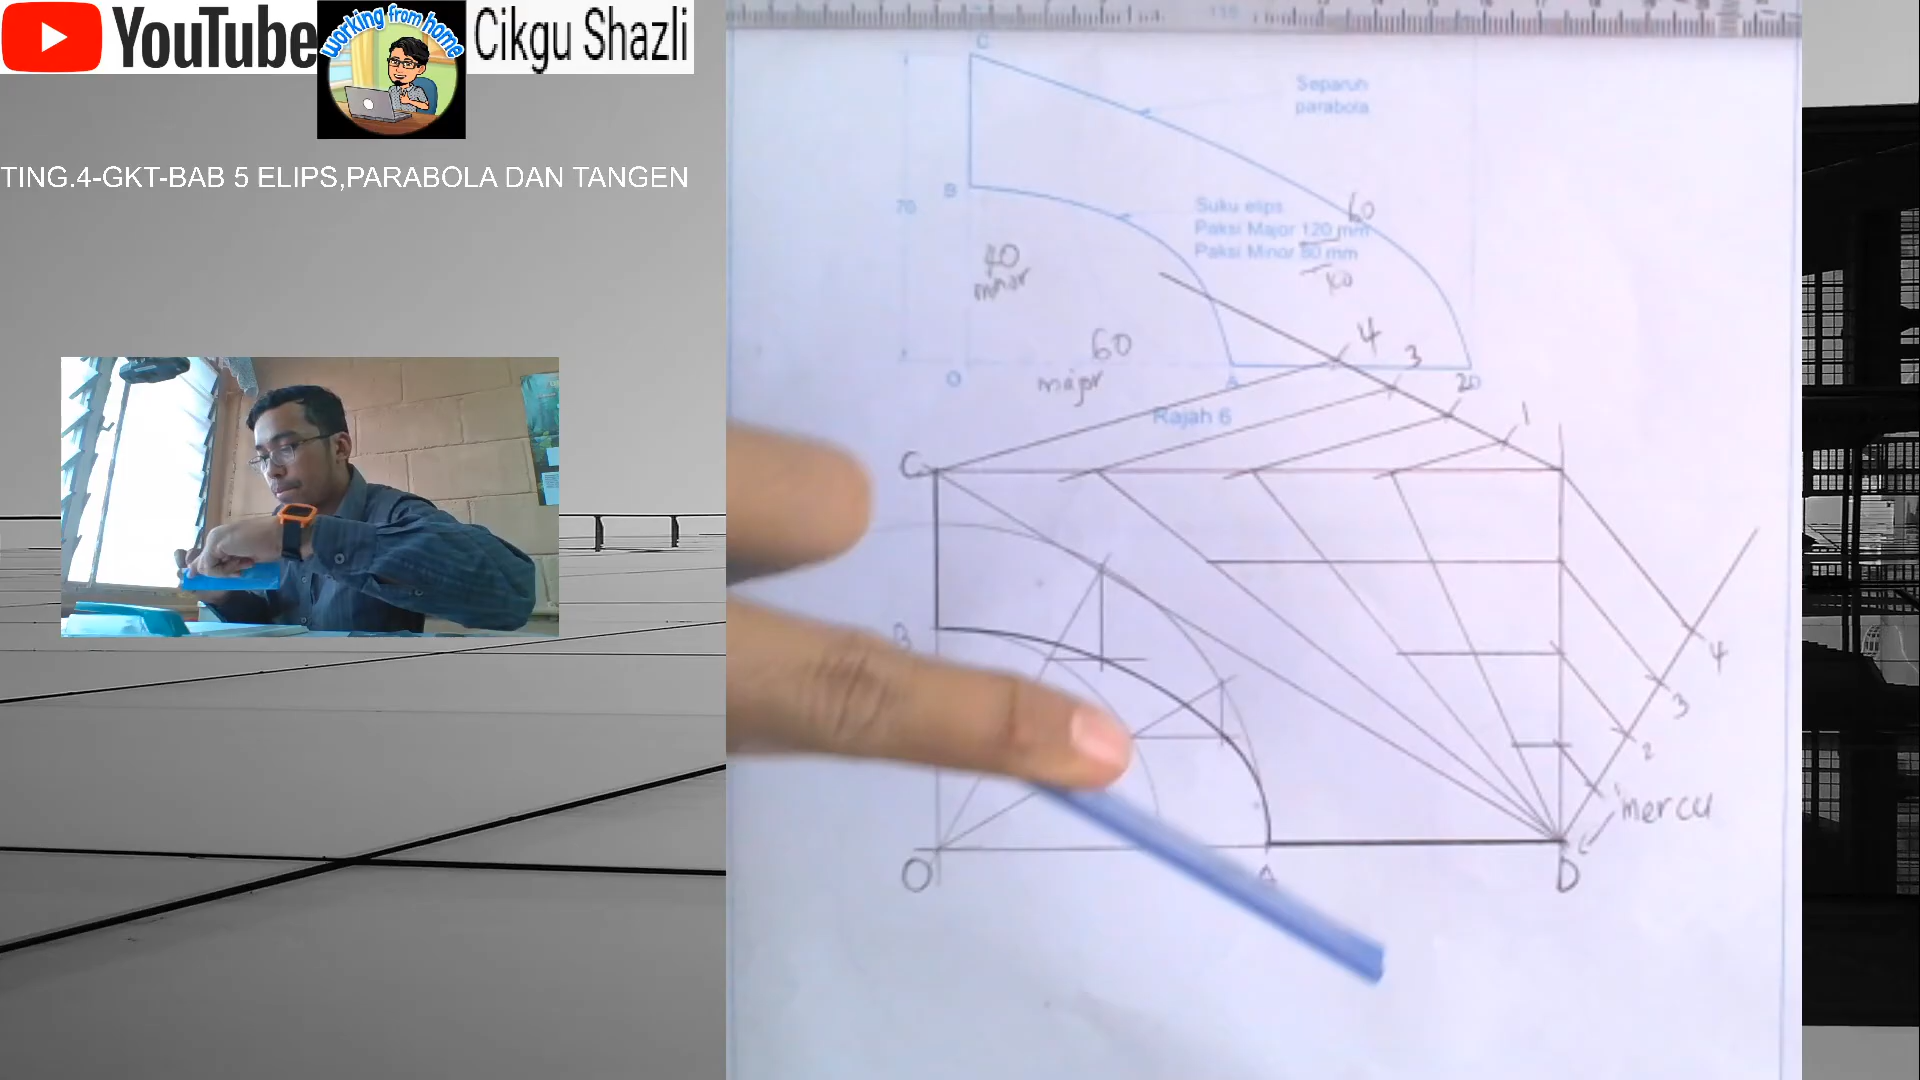 YouTube
working from home
Cikgu Shazli
TING.4-GKT-BAB 5 ELIPS,PARABOLA DAN TANGEN
C
Separuh
parabola
B
70
Suku elips
Paksi Major 120 mm
Paksi Minor 80 mm
60
40
minor
60
major
O
A
20
Rajah 6
4
3
1
C
B
4
3
2
1
mercu
O
A
D